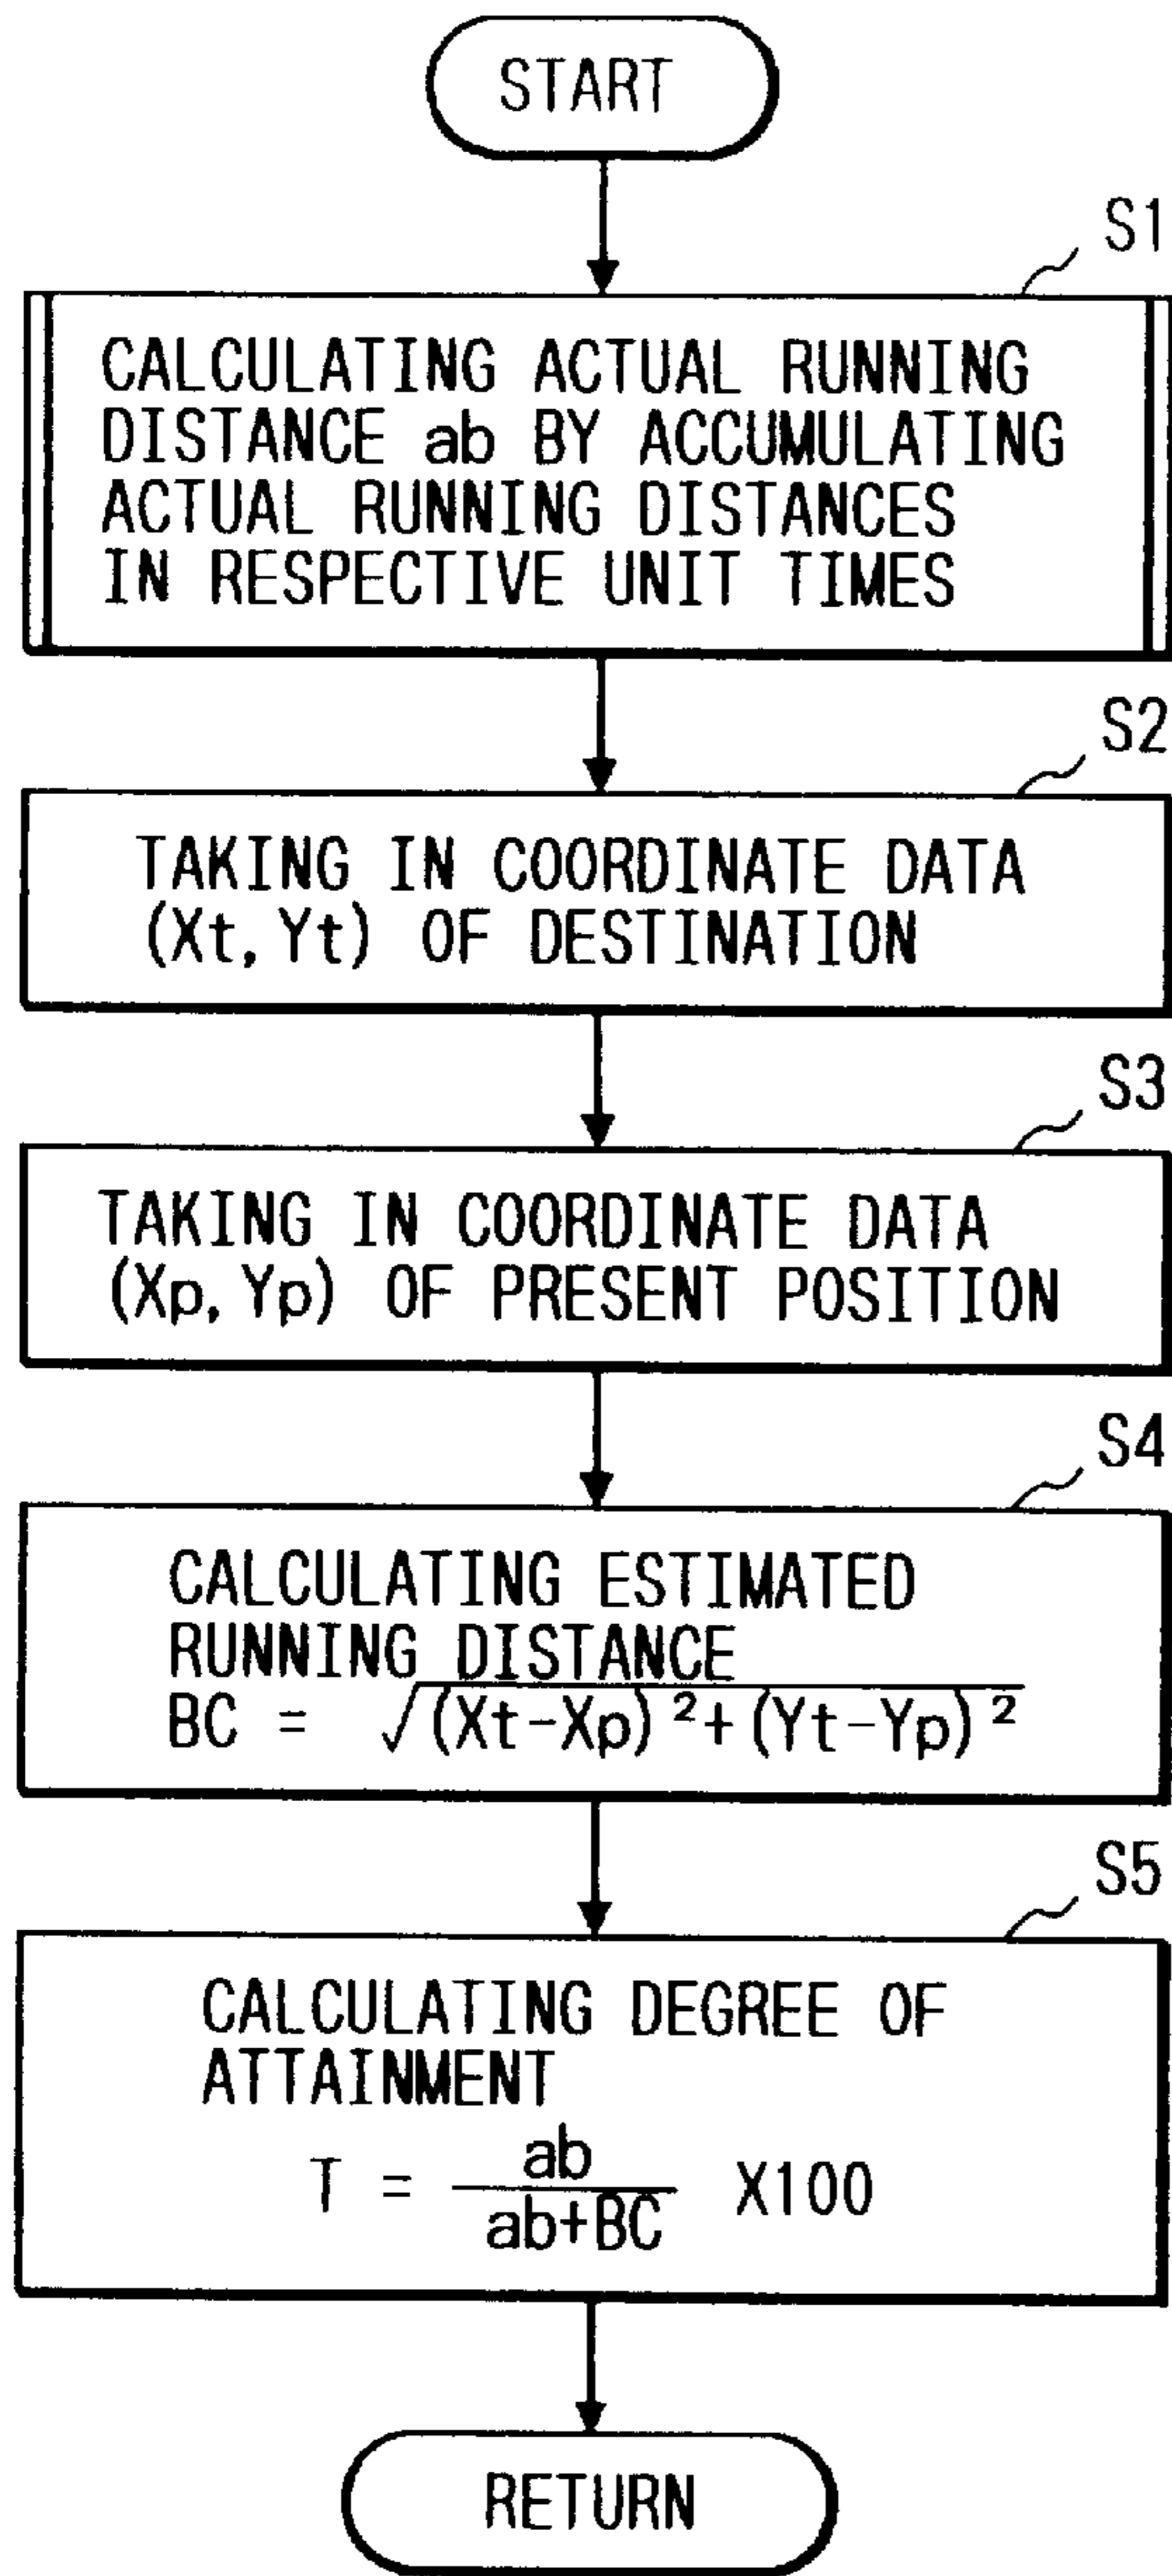 START
S1
CALCULATING ACTUAL RUNNING
DISTANCE ab BY ACCUMULATING
ACTUAL RUNNING DISTANCES
IN RESPECTIVE UNIT TIMES
S2
TAKING IN COORDINATE DATA
(Xt, Yt) OF DESTINATION
S3
TAKING IN COORDINATE DATA
(Xp, Yp) OF PRESENT POSITION
S4
CALCULATING ESTIMATED
RUNNING DISTANCE
BC = √(Xt-Xp)²+(Yt-Yp)²
S5
CALCULATING DEGREE OF
ATTAINMENT
T = ab/ab+BC X100
RETURN